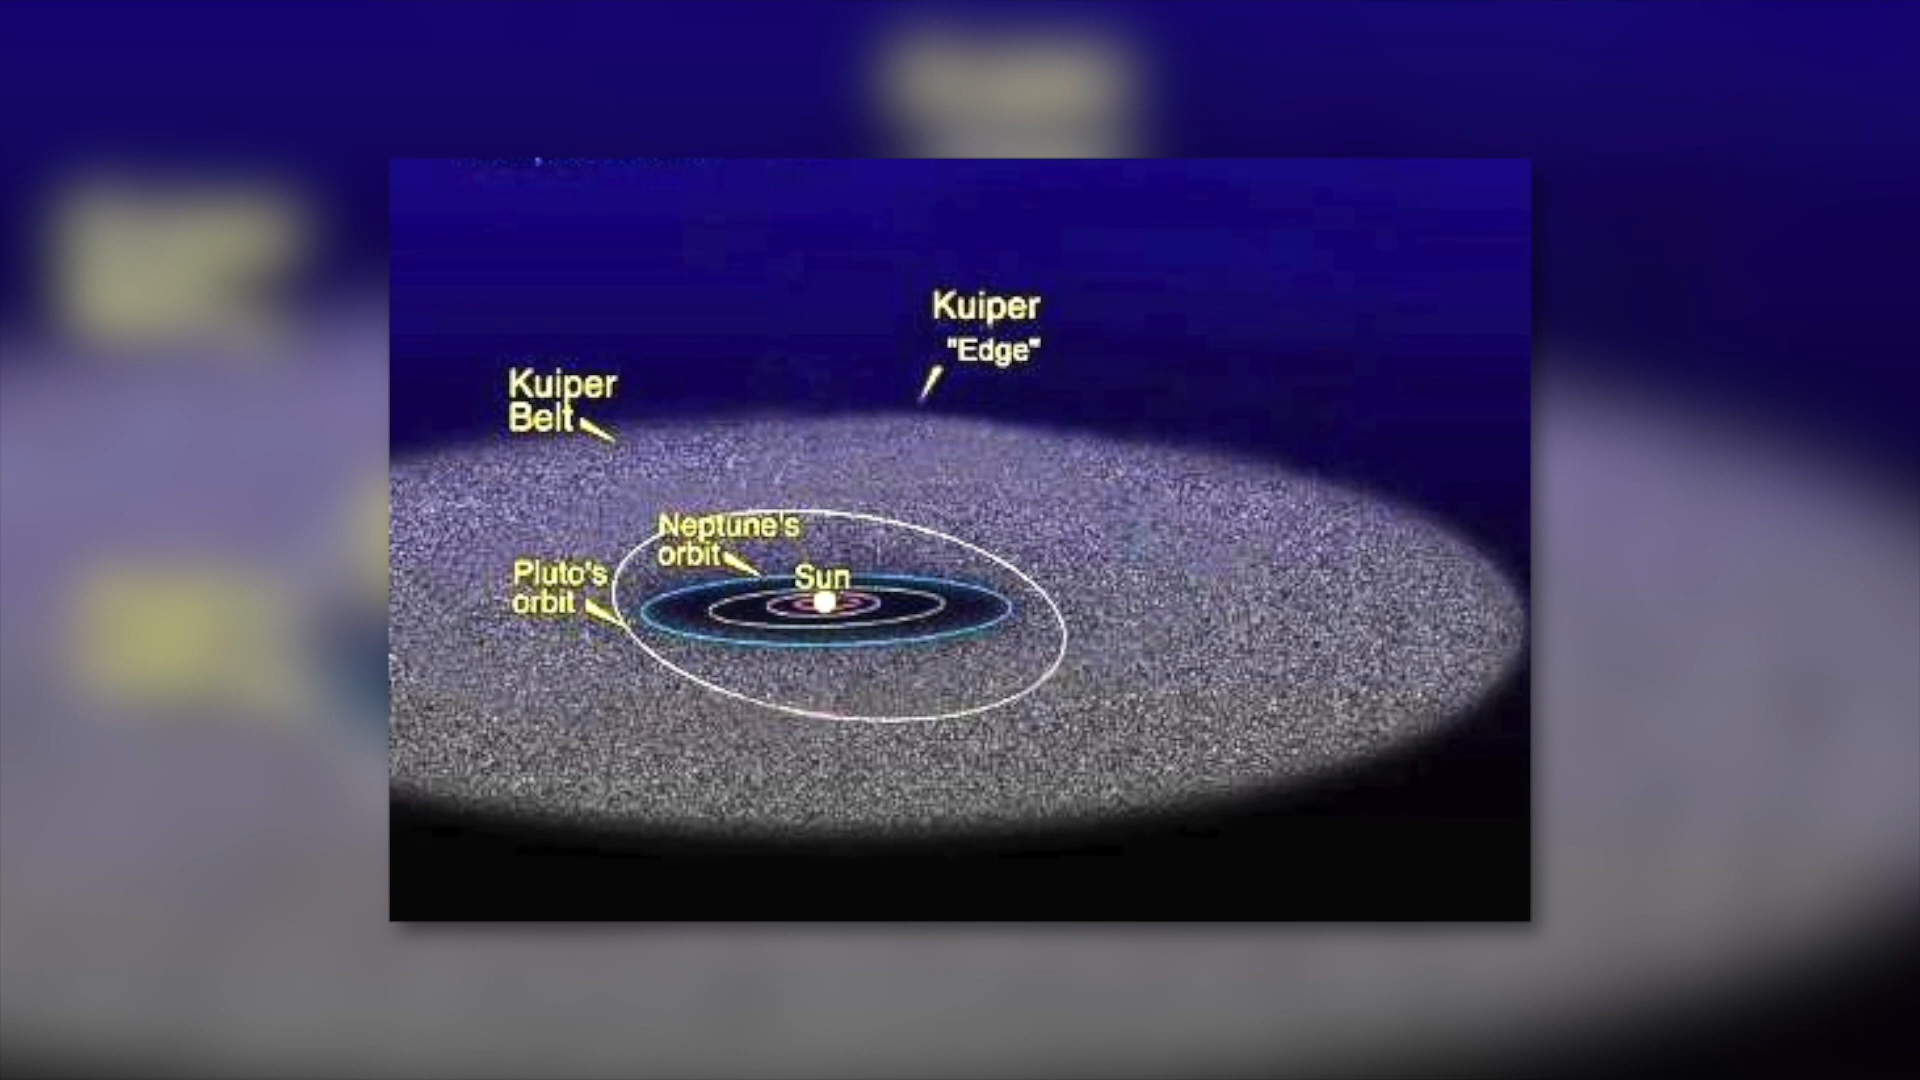 Kuiper
"Edge"
Kuiper
Belt
Neptune's
orbit
Sun
Pluto's
orbit